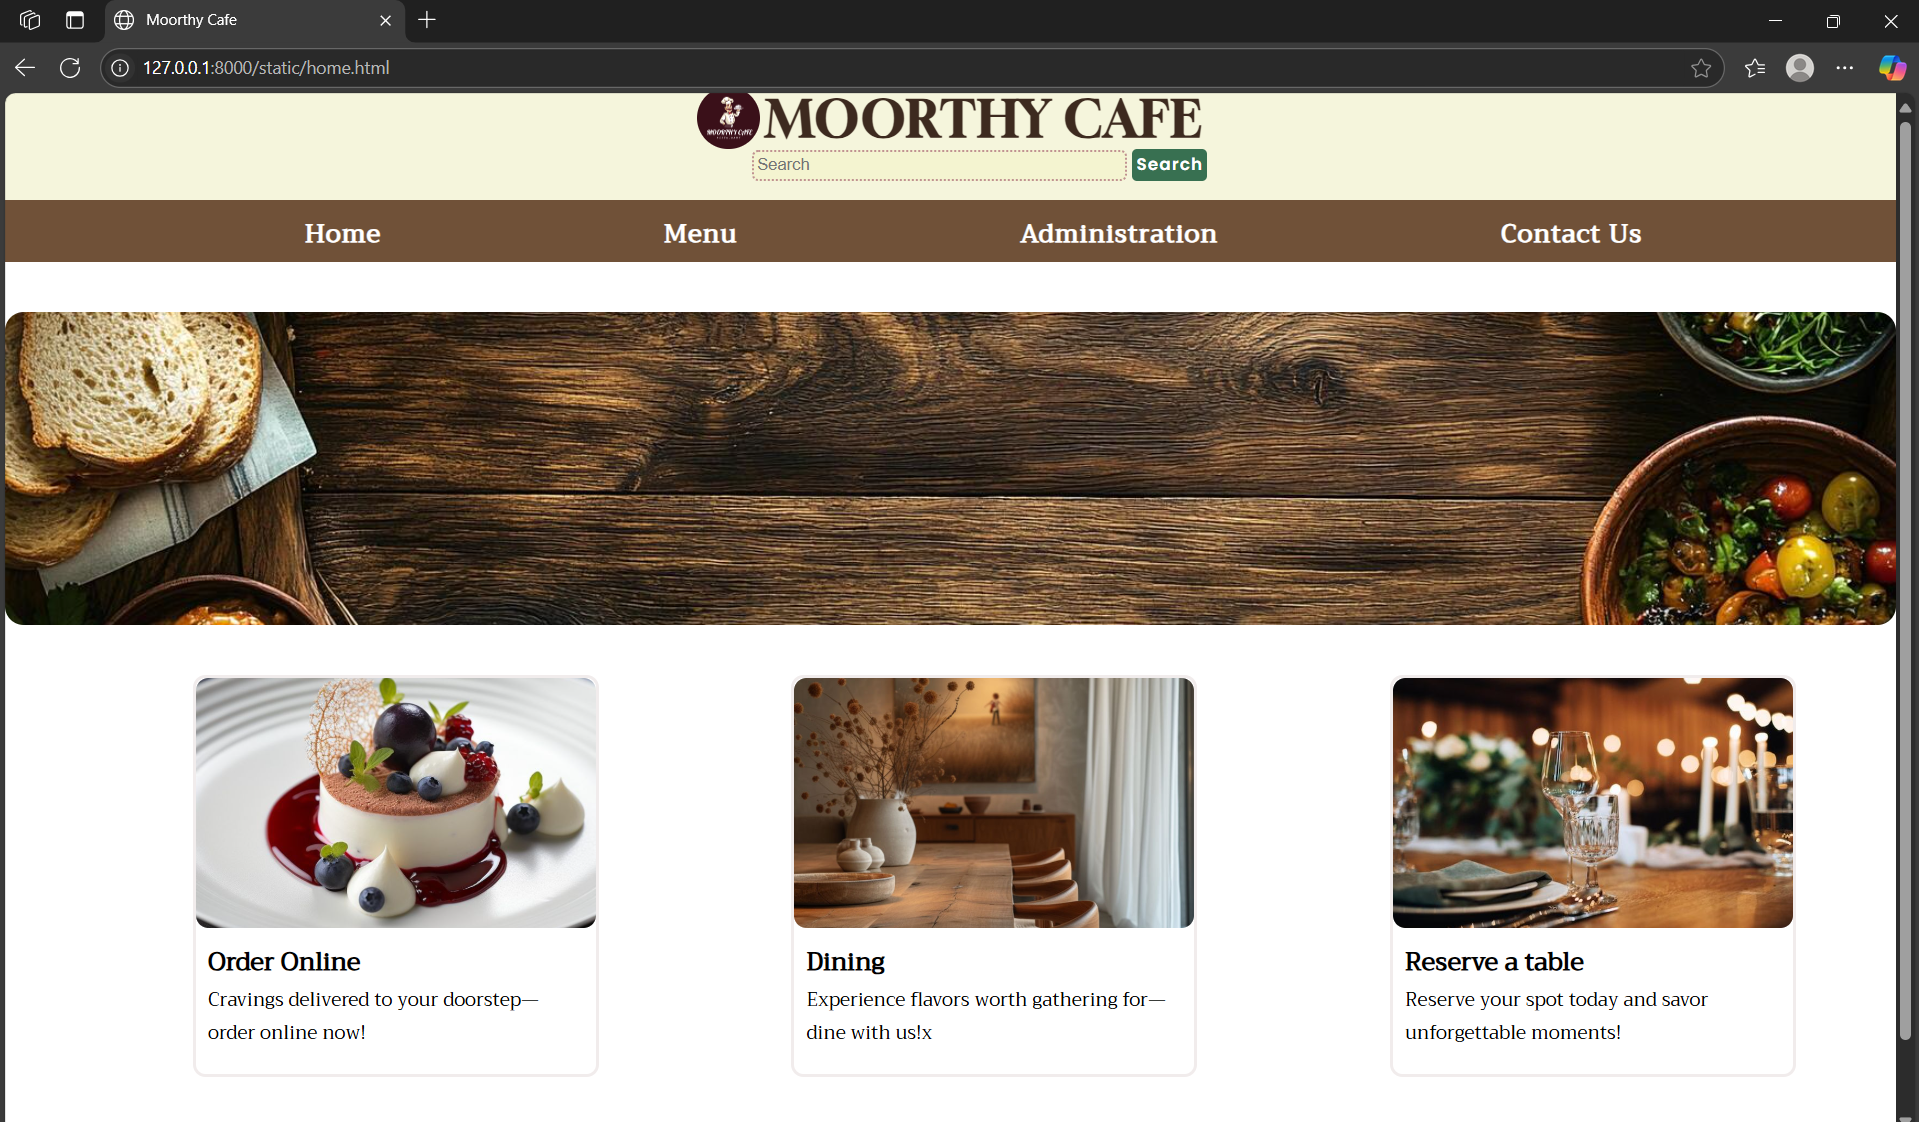 Moorthy Cafe
127.0.0.1:8000/static/home.html
MOORTHY CAFE
MOORTHY CAFE
Search
Search
Home
Menu
Administration
Contact Us
Order Online
Cravings delivered to your doorstep—
order online now!
Dining
Experience flavors worth gathering for—
dine with us!x
Reserve a table
Reserve your spot today and savor
unforgettable moments!